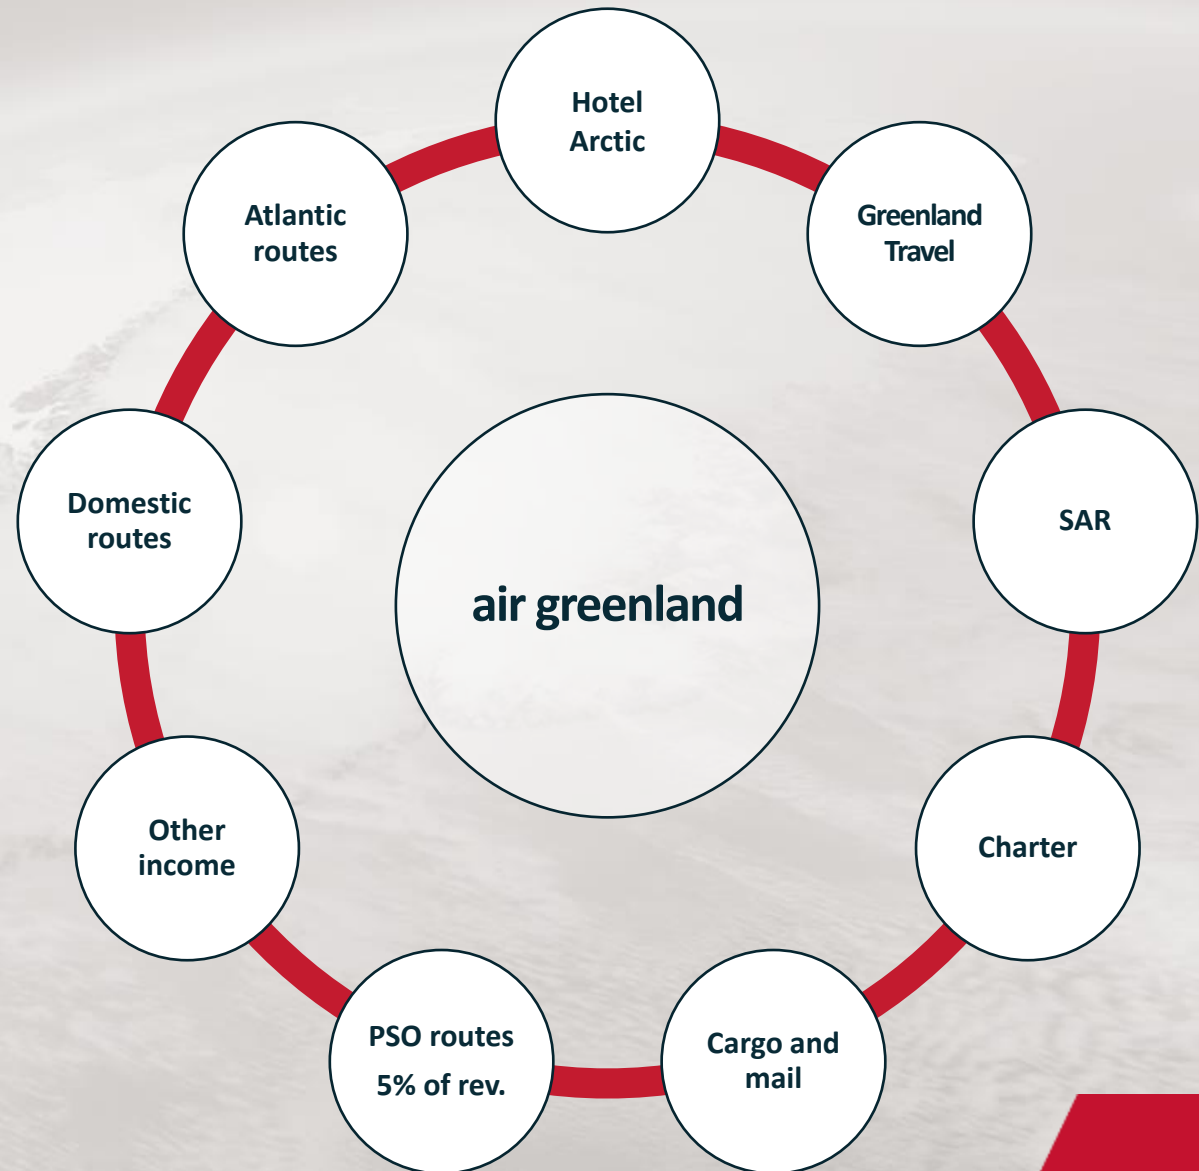 Hotel
Arctic
Greenland
Travel
SAR
Charter
Cargo and
mail
PSO routes
5% of rev.
Other
income
Domestic
routes
Atlantic
routes
air greenland